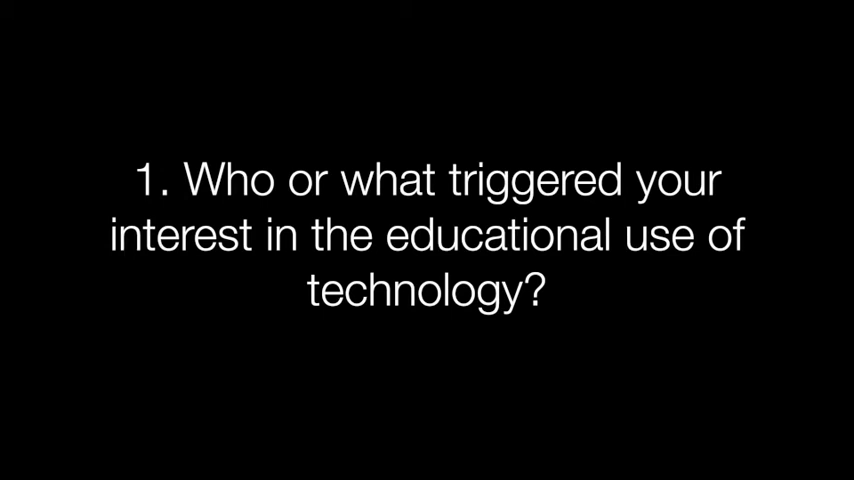 1. Who or what triggered your
interest in the educational use of
technology?